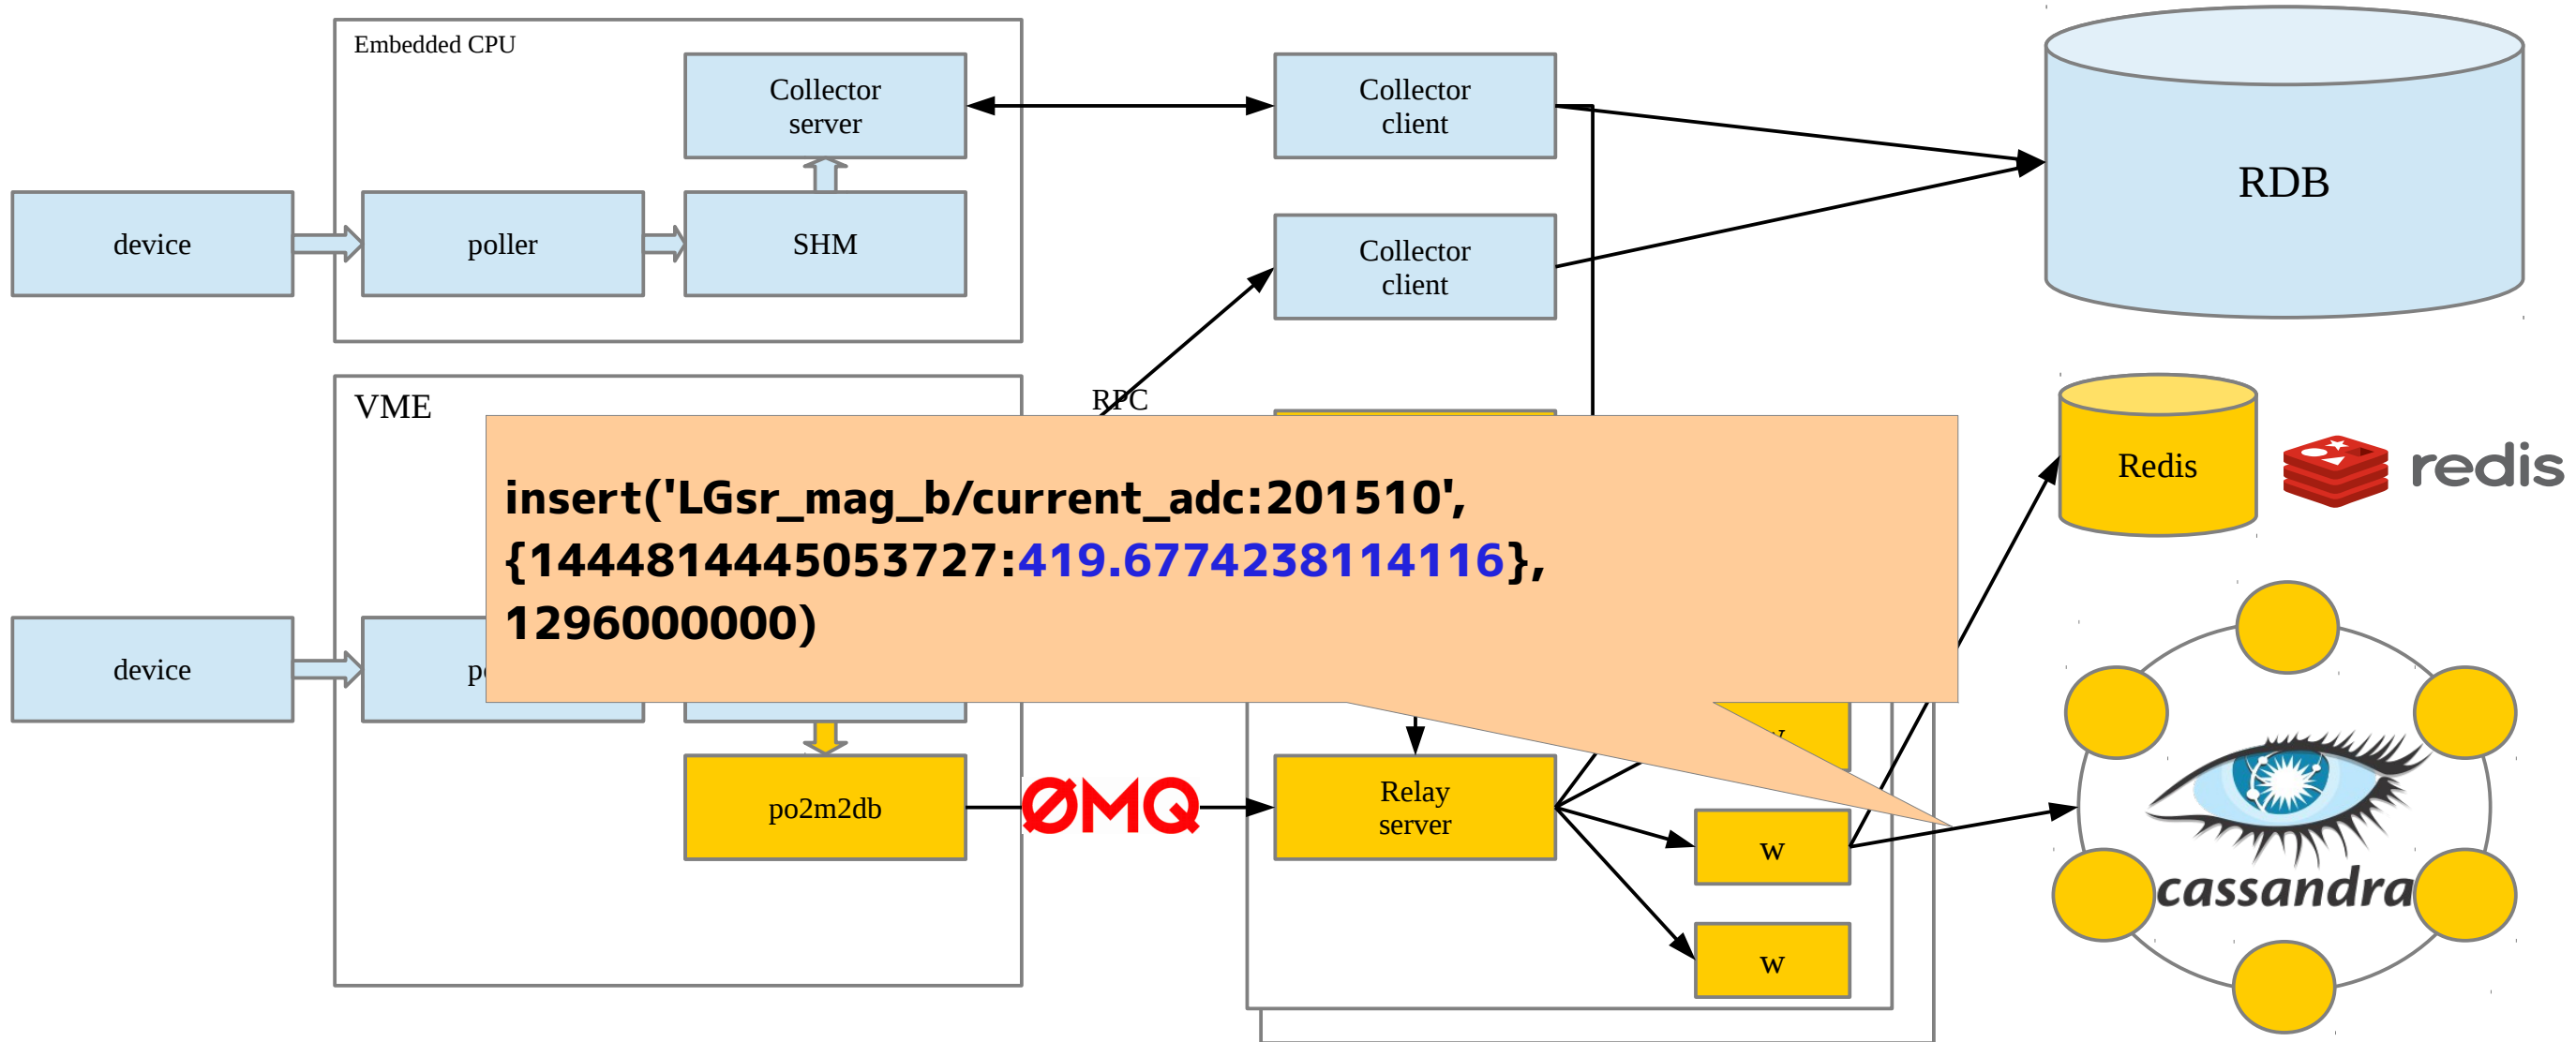 Embedded CPU
Collector
server
Collector
client
RDB
device
poller
SHM
Collector
client
VME
RPC
Redis
redis
insert('LGsr_mag_b/current_adc:201510',
{1444814445053727:419.6774238114116},
1296000000)
device
po2m2db
ØMQ
Relay
server
w
w
cassandra